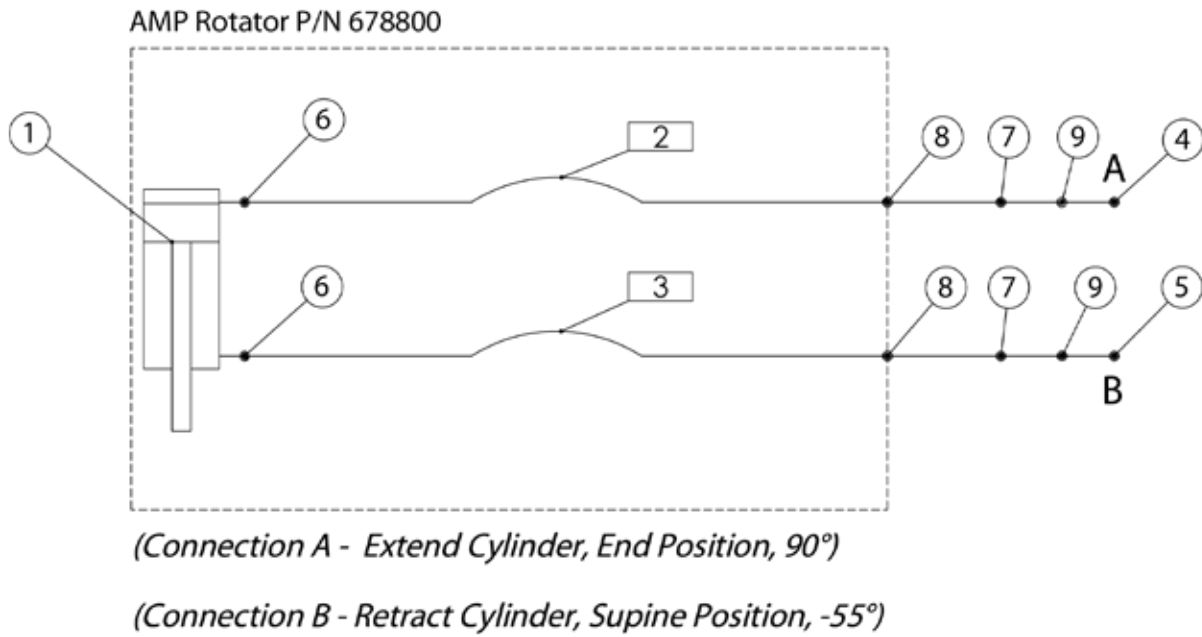 AMP Rotator P/N 678800
1
6
2
8
7
9
A
4
6
3
8
7
9
5
B
(Connection A - Extend Cylinder, End Position, 90°)
(Connection B - Retract Cylinder, Supine Position, -55°)